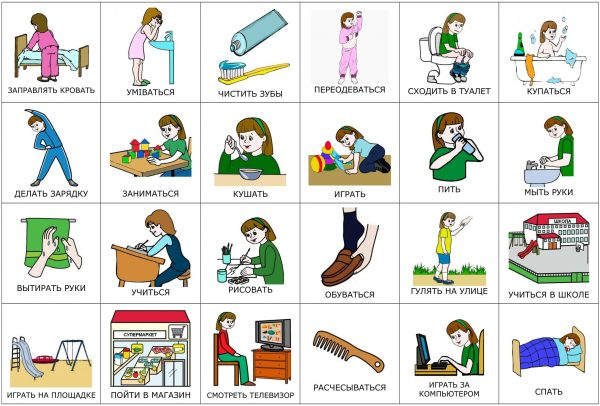 ЗАПРАВЛЯТЬ КРОВАТЬ
УМІВАТЬСЯ
ЧИСТИТЬ ЗУБЫ
ПЕРЕОДЕВАТЬСЯ
СХОДИТЬ В ТУАЛЕТ
КУПАТЬСЯ
ДЕЛАТЬ ЗАРЯДКУ
ЗАНИМАТЬСЯ
КУШАТЬ
ИГРАТЬ
ПИТЬ
МЫТЬ РУКИ
ВЫТИРАТЬ РУКИ
УЧИТЬСЯ
РИСОВАТЬ
ОБУВАТЬСЯ
ГУЛЯТЬ НА УЛИЦЕ
ШКОЛА
УЧИТЬСЯ В ШКОЛЕ
ИГРАТЬ НА ПЛОЩАДКЕ
СУПЕРМАРКЕТ
ПОЙТИ В МАГАЗИН
СМОТРЕТЬ ТЕЛЕВИЗОР
РАСЧЕСЫВАТЬСЯ
ИГРАТЬ ЗА
КОМПЬЮТЕРОМ
СПАТЬ